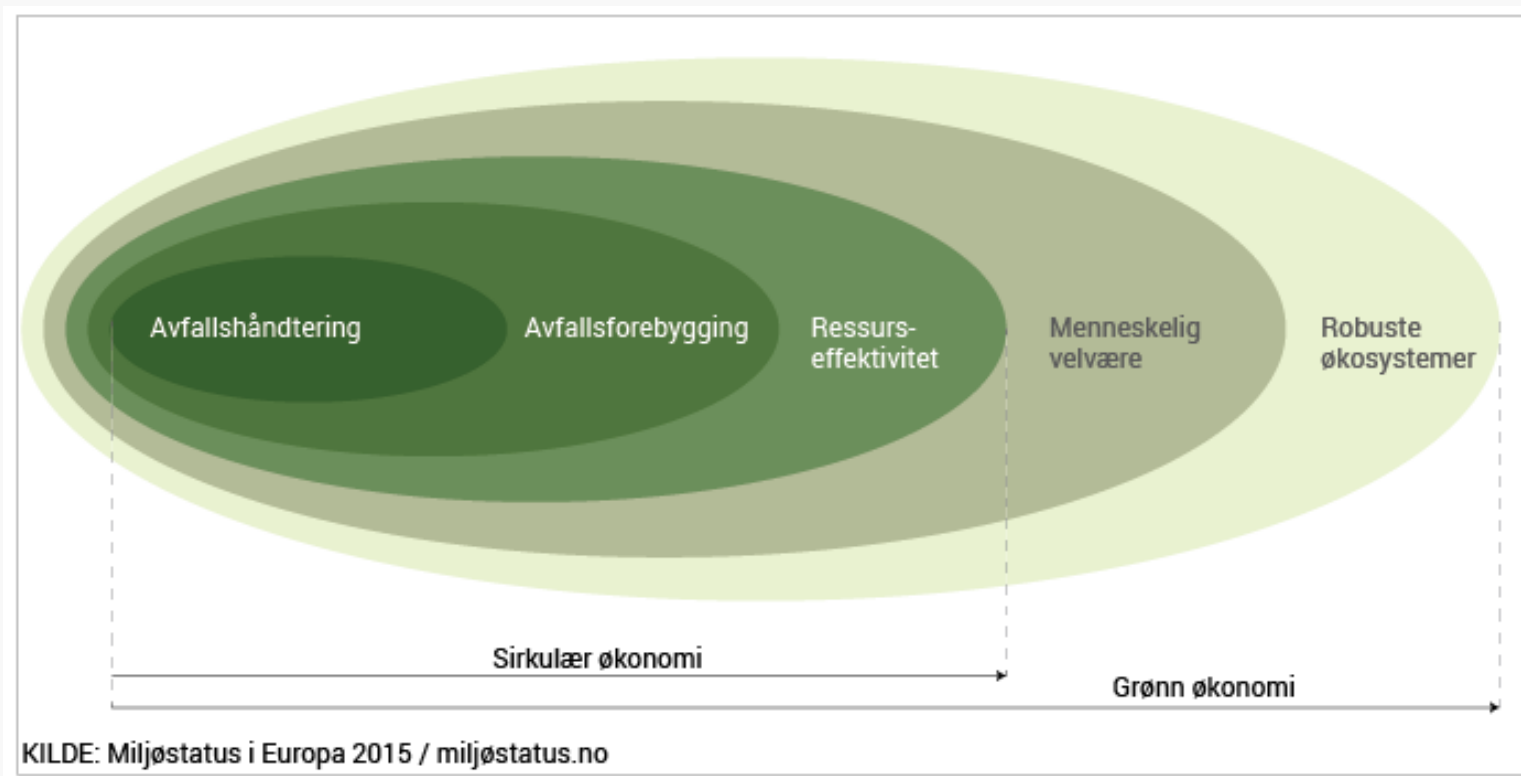 Avfallshåndtering
Avfallsforebygging
Ressurs-
effektivitet
Menneskelig
velvære
Robuste
økosystemer
Sirkulær økonomi
Grønn økonomi
KILDE: Miljøstatus i Europa 2015 / miljøstatus.no